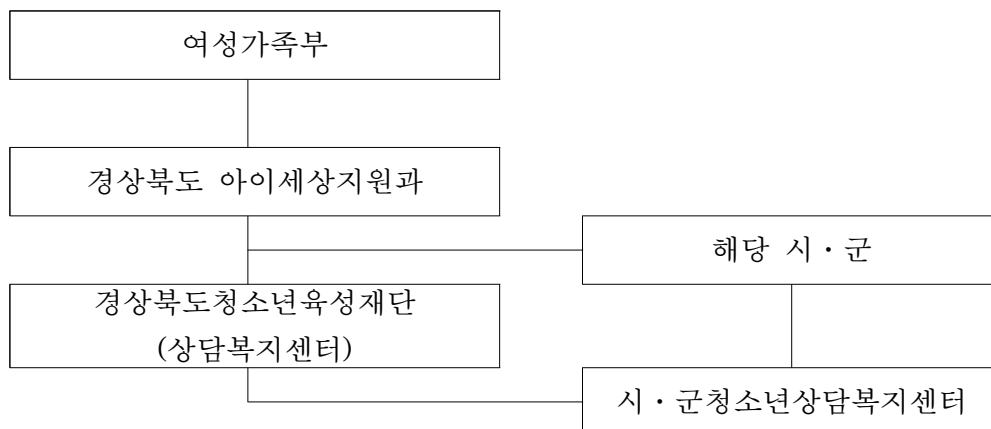 여성가족부
경상북도 아이세상지원과
해당 시·군
경상북도청소년육성재단
(상담복지센터)
시·군청소년상담복지센터